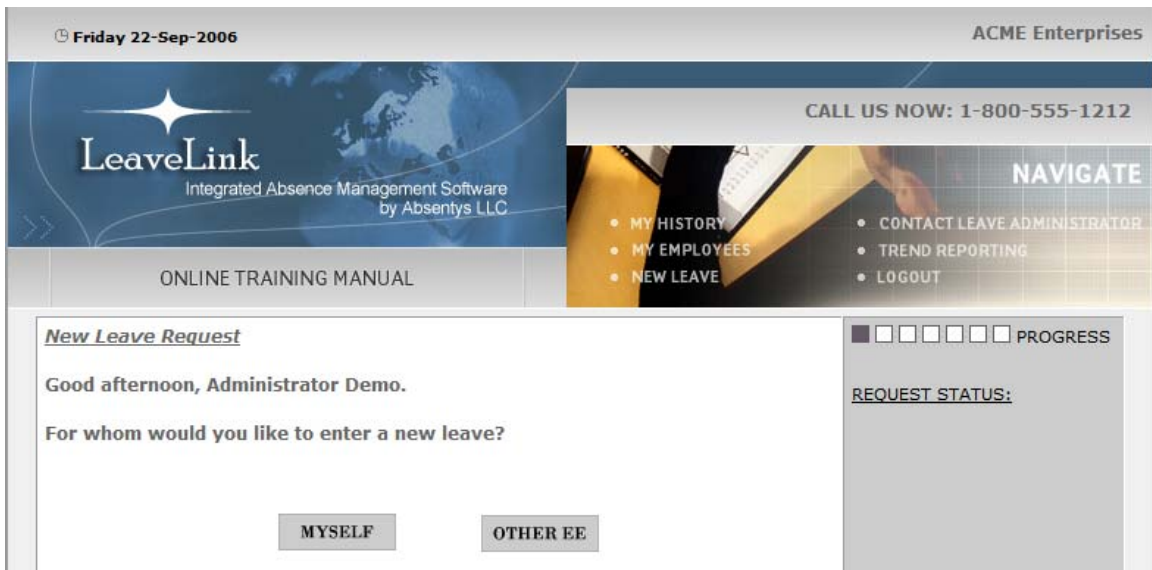 Friday 22-Sep-2006
ACME Enterprises
CALL US NOW: 1-800-555-1212
LeaveLink
Integrated Absence Management Software
by Absentys LLC
NAVIGATE
MY HISTORY
MY EMPLOYEES
NEW LEAVE
CONTACT LEAVE ADMINISTRATOR
TREND REPORTING
LOGOUT
ONLINE TRAINING MANUAL
New Leave Request
Good afternoon, Administrator Demo.
For whom would you like to enter a new leave?
MYSELF
OTHER EE
PROGRESS
REQUEST STATUS: